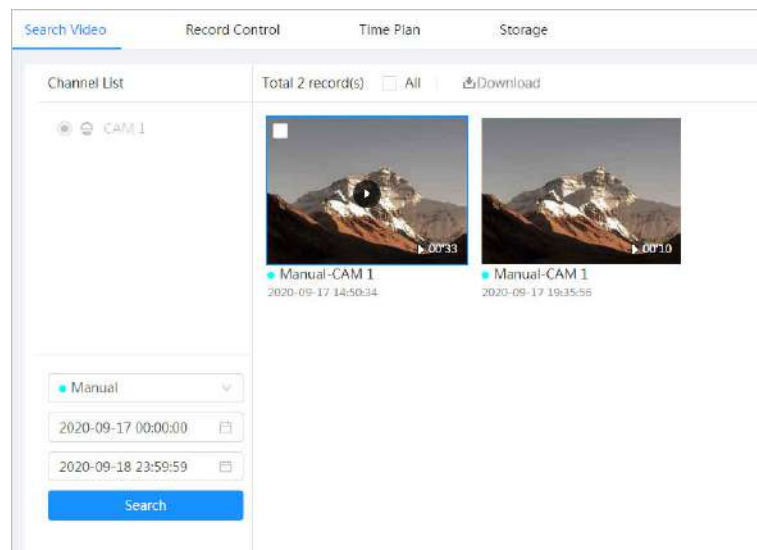 Search Video Record Control Time Plan Storage
Channel List Total 2 record(s) All Download
CAM 1
00'33 00'10
Manual-CAM 1 Manual-CAM 1
2020-09-17 14:50:34 2020-09-17 19:35:56
Manual
2020-09-17 00:00:00
2020-09-18 23:59:59
Search